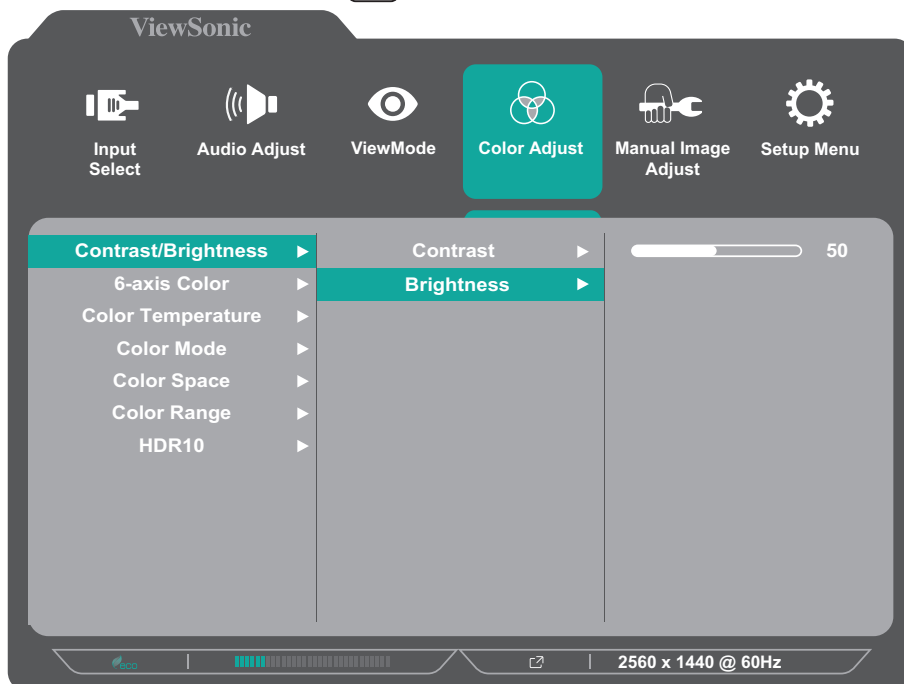 ViewSonic
Input
Select
Audio Adjust
ViewMode
Color Adjust
Manual Image
Adjust
Setup Menu
Contrast/Brightness
6-axis Color
Color Temperature
Color Mode
Color Space
Color Range
HDR10
Contrast
Brightness
50
eco
2560 x 1440 @ 60Hz